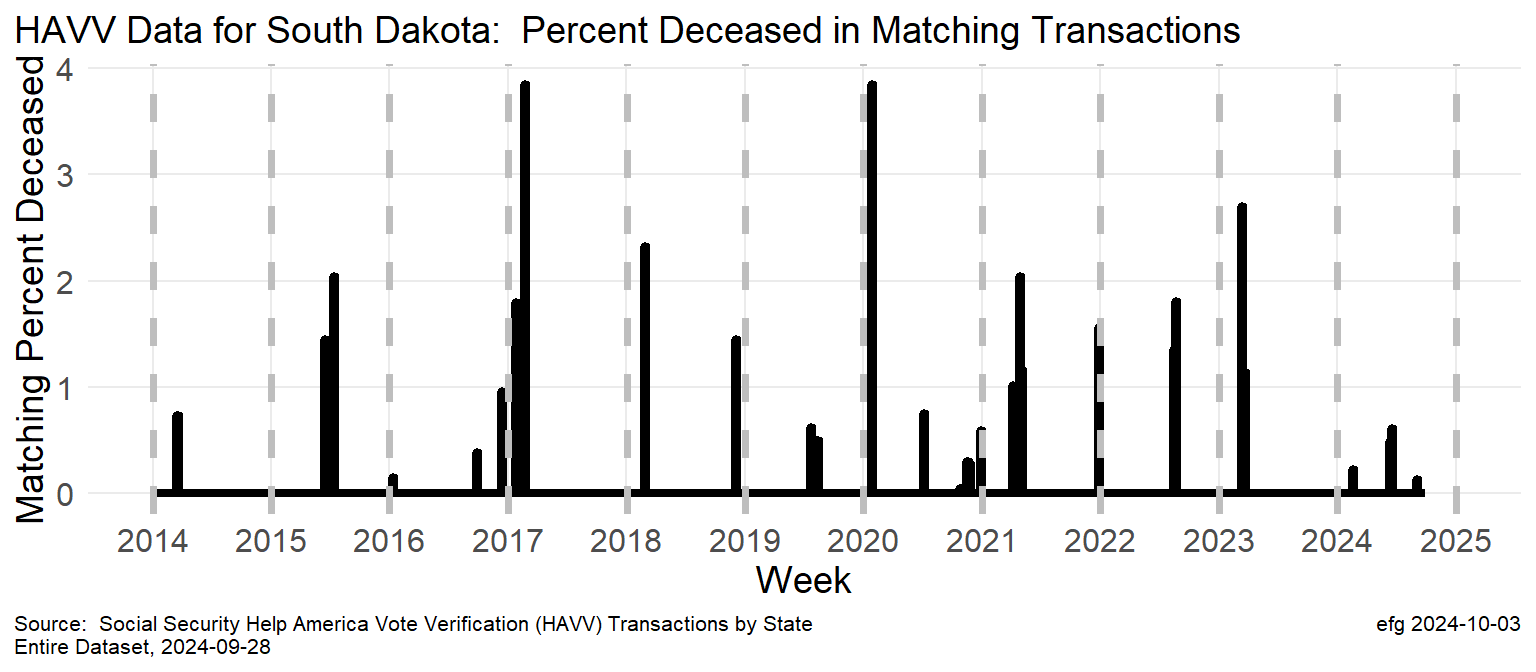 HAVV Data for South Dakota:  Percent Deceased in Matching Transactions
Matching Percent Deceased
4
3
2
1
0
2014 2015 2016 2017 2018 2019 2020 2021 2022 2023 2024 2025
Week
Source:  Social Security Help America Vote Verification (HAVV) Transactions by State
Entire Dataset, 2024-09-28
efg 2024-10-03